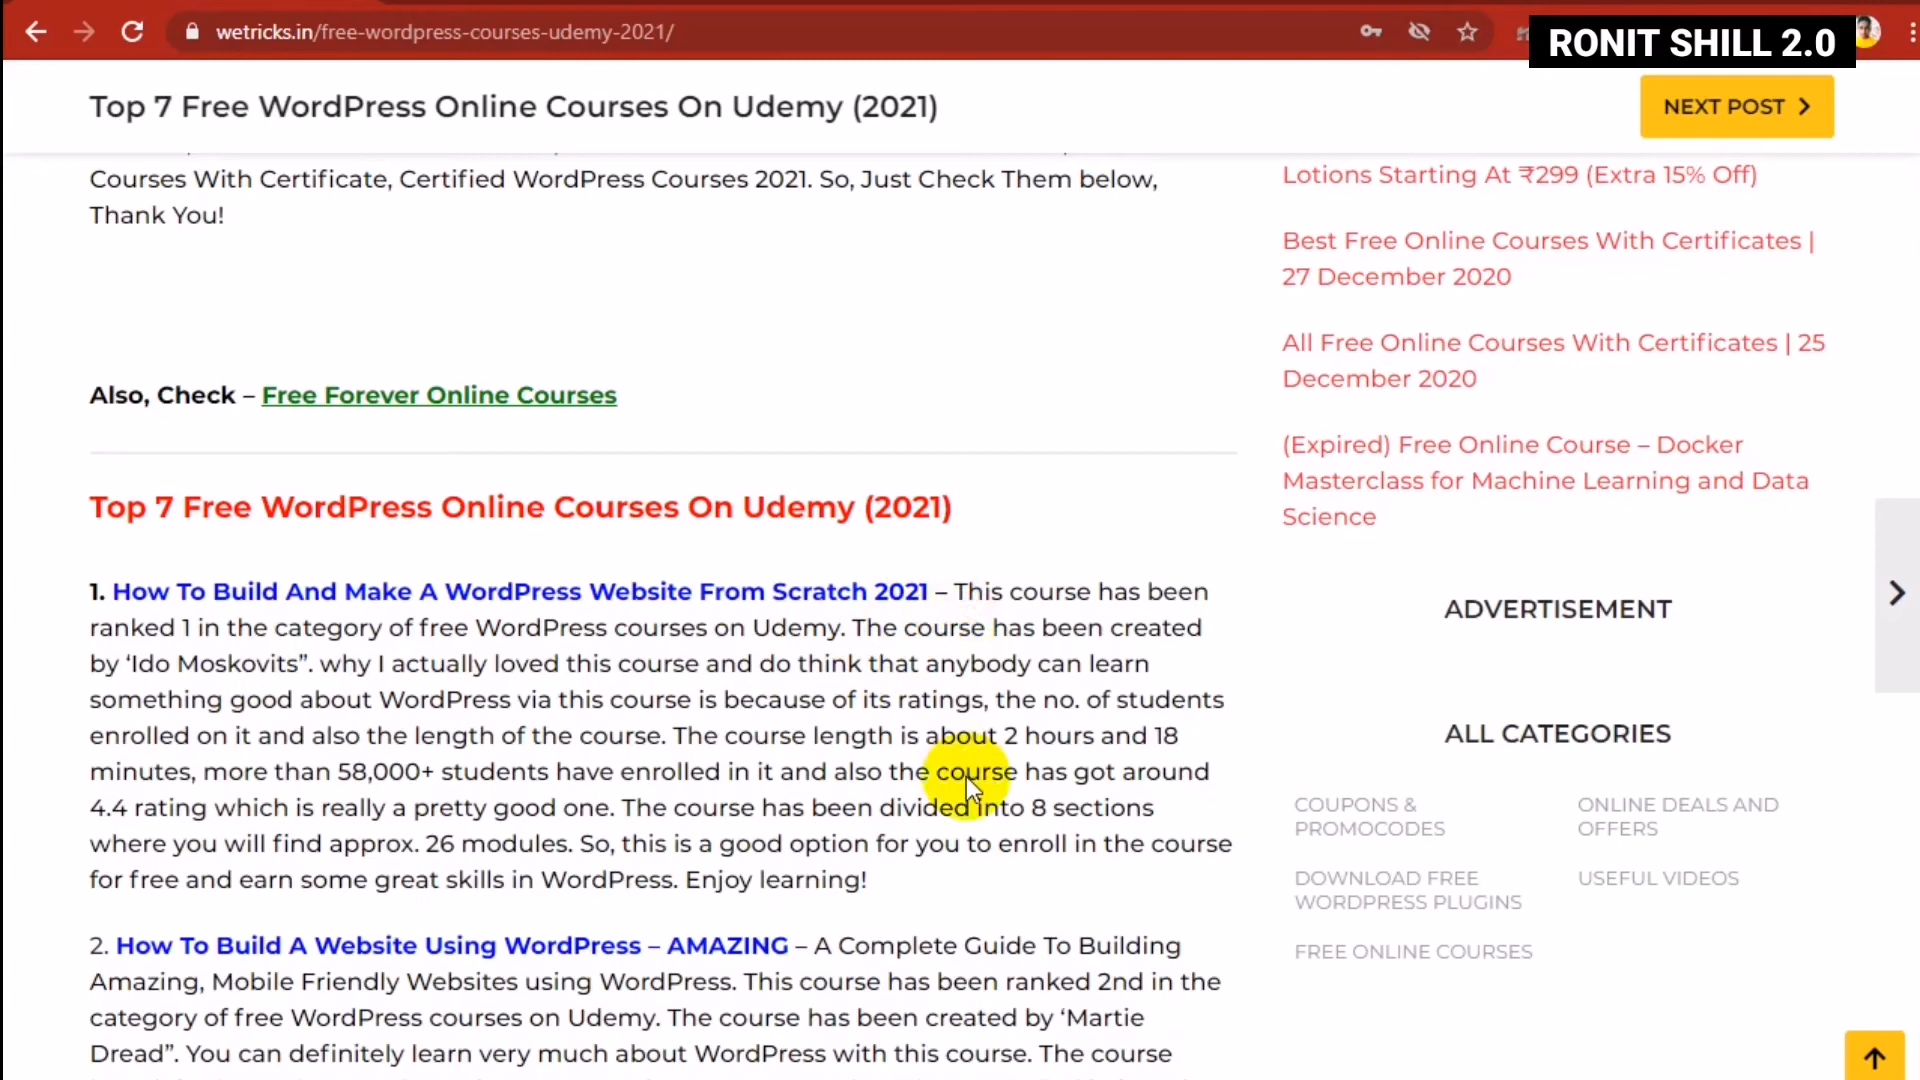 wetricks.in/free-wordpress-courses-udemy-2021/
RONIT SHILL 2.0
Top 7 Free WordPress Online Courses On Udemy (2021)
NEXT POST
Courses With Certificate, Certified WordPress Courses 2021. So, Just Check Them below,
Thank You!
Also, Check – Free Forever Online Courses
Top 7 Free WordPress Online Courses On Udemy (2021)
1. How To Build And Make A WordPress Website From Scratch 2021 – This course has been
ranked 1 in the category of free WordPress courses on Udemy. The course has been created
by ‘Ido Moskovits”. why I actually loved this course and do think that anybody can learn
something good about WordPress via this course is because of its ratings, the no. of students
enrolled on it and also the length of the course. The course length is about 2 hours and 18
minutes, more than 58,000+ students have enrolled in it and also the course has got around
4.4 rating which is really a pretty good one. The course has been divided into 8 sections
where you will find approx. 26 modules. So, this is a good option for you to enroll in the course
for free and earn some great skills in WordPress. Enjoy learning!
2. How To Build A Website Using WordPress – AMAZING – A Complete Guide To Building
Amazing, Mobile Friendly Websites using WordPress. This course has been ranked 2nd in the
category of free WordPress courses on Udemy. The course has been created by ‘Martie
Dread”. You can definitely learn very much about WordPress with this course. The course
Lotions Starting At ₹299 (Extra 15% Off)
Best Free Online Courses With Certificates |
27 December 2020
All Free Online Courses With Certificates | 25
December 2020
(Expired) Free Online Course – Docker
Masterclass for Machine Learning and Data
Science
ADVERTISEMENT
ALL CATEGORIES
COUPONS &
PROMOCODES
ONLINE DEALS AND
OFFERS
DOWNLOAD FREE
WORDPRESS PLUGINS
USEFUL VIDEOS
FREE ONLINE COURSES